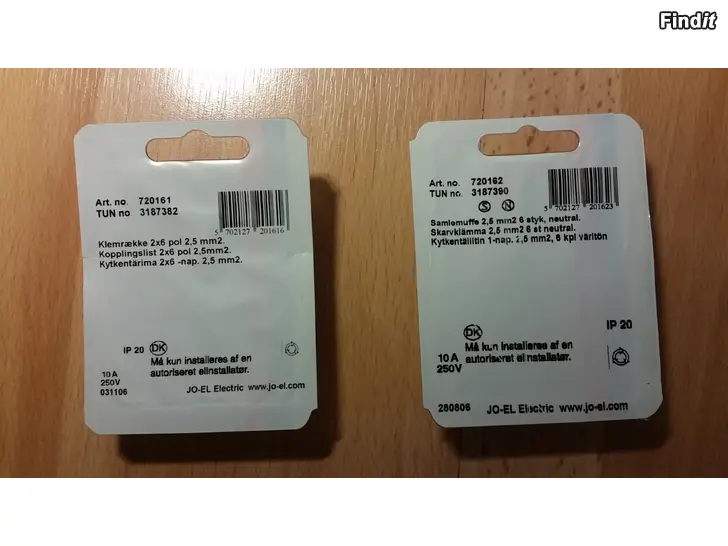 Findit
Art. no. 720161
TUN no 3187382
5 702127 201616
Klemrække 2x6 pol 2,5 mm2.
Kopplingslist 2x6 pol 2,5mm2.
Kytkentärima 2x6 -nap. 2,5 mm2.
IP 20 DK
Må kun installeres af en
autoriseret elinstallatør.
10 A
250V
031106
JO-EL Electric www.jo-el.com
Art. no. 720162
TUN no. 3187390
S N
5 702127 201623
Samlemuffe 2,5 mm2 6 styk, neutral.
Skarvklämma 2,5 mm2 6 st neutral.
Kytkentäliitin 1-nap. 2,5 mm2, 6 kpl väritön
DK
IP 20
Må kun installeres af en
autoriseret elinstallatør.
10 A
250V
280806
JO-EL Electric www.jo-el.com